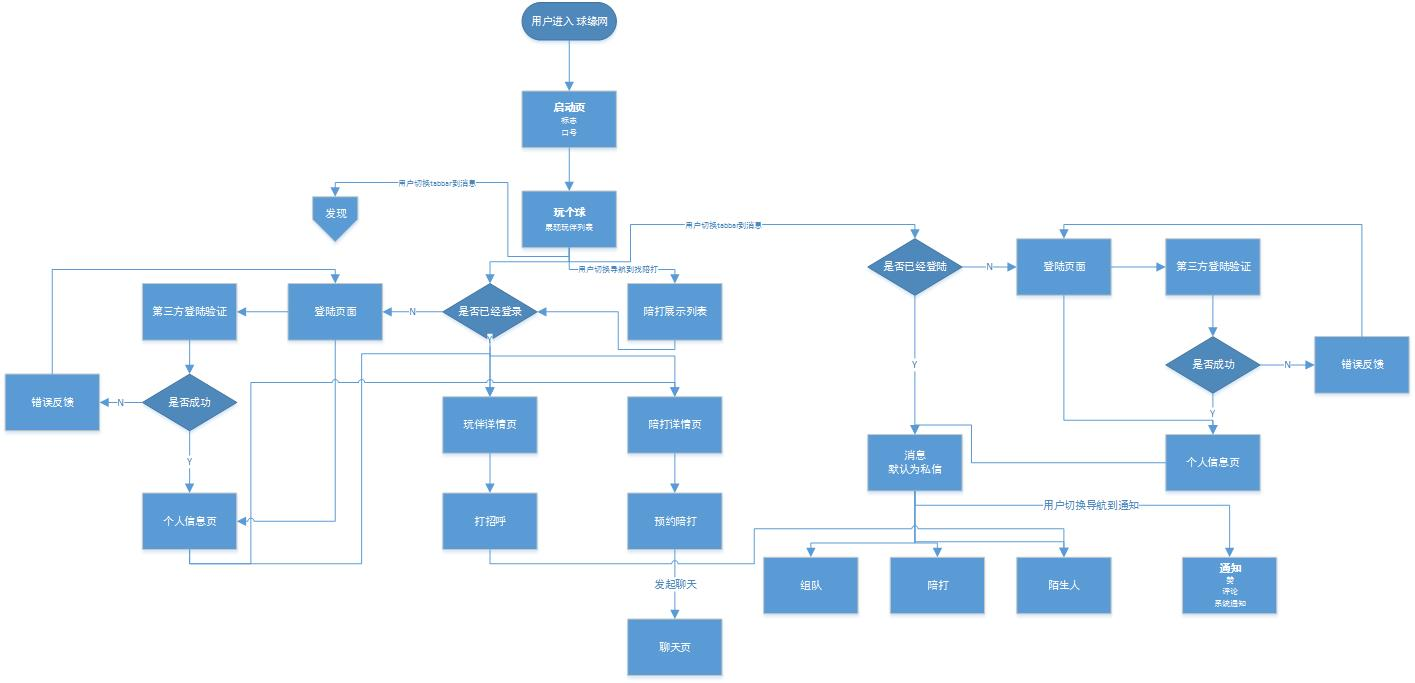 用户进入 球缘网
启动页
标志
口号
用户切换tabbar到消息
发现
玩个球
展现玩伴列表
用户切换tabbar到消息
用户切换导航到找陪打
是否已经登陆
N
登陆页面
第三方登陆验证
第三方登陆验证
登陆页面
N
是否已经登录
陪打展示列表
Y
Y
是否成功
N
错误反馈
错误反馈
N
是否成功
Y
玩伴详情页
陪打详情页
消息
默认为私信
个人信息页
Y
用户切换导航到通知
个人信息页
打招呼
预约陪打
发起聊天
组队
陪打
陌生人
通知
赞
评论
系统通知
聊天页